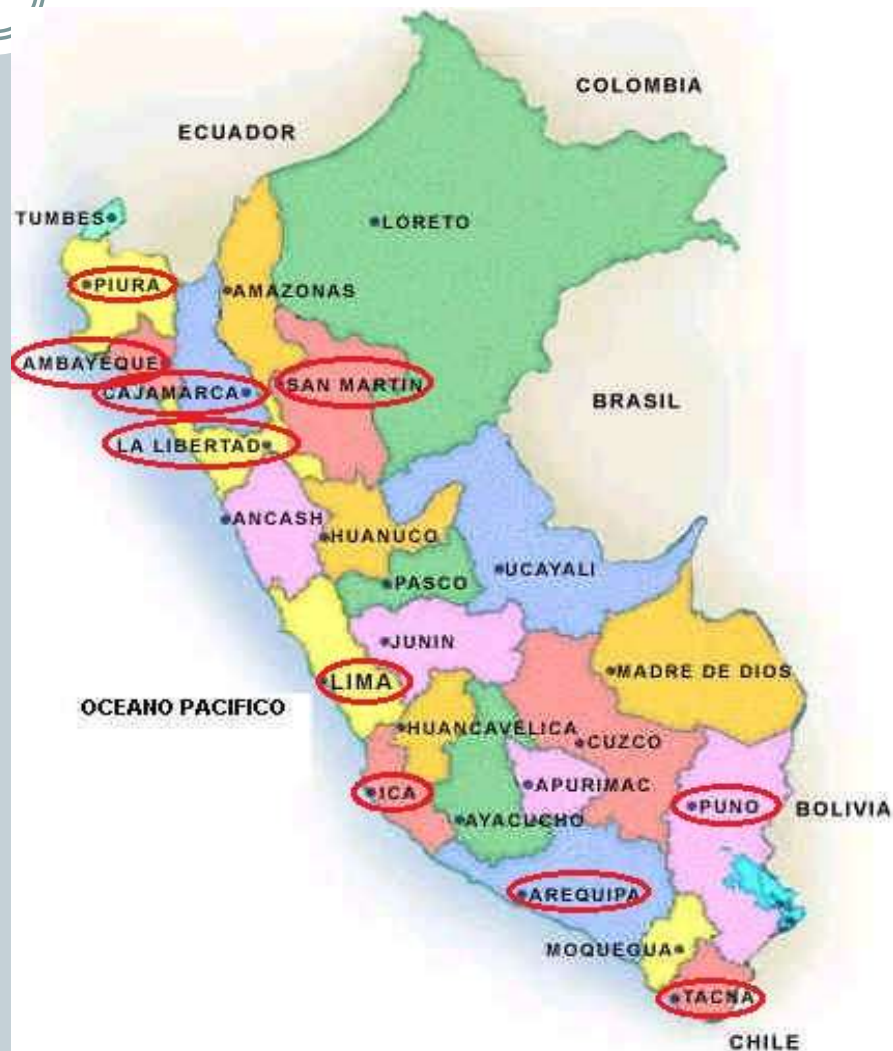 COLOMBIA
ECUADOR
TUMBES
LORETO
PIURA
AMAZONAS
AMBAYEQUE
SAN MARTIN
CAJAMARCA
BRASIL
LA LIBERTAD
ANCASH
HUANUCO
UCAYALI
PASCO
JUNIN
MADRE DE DIOS
LIMA
OCEANO PACIFICO
HUANCAVELICA
CUZCO
APURIMAC
ICA
PUNO
BOLIVIA
AYACUCHO
AREQUIPA
MOQUEGUA
TACNA
CHILE